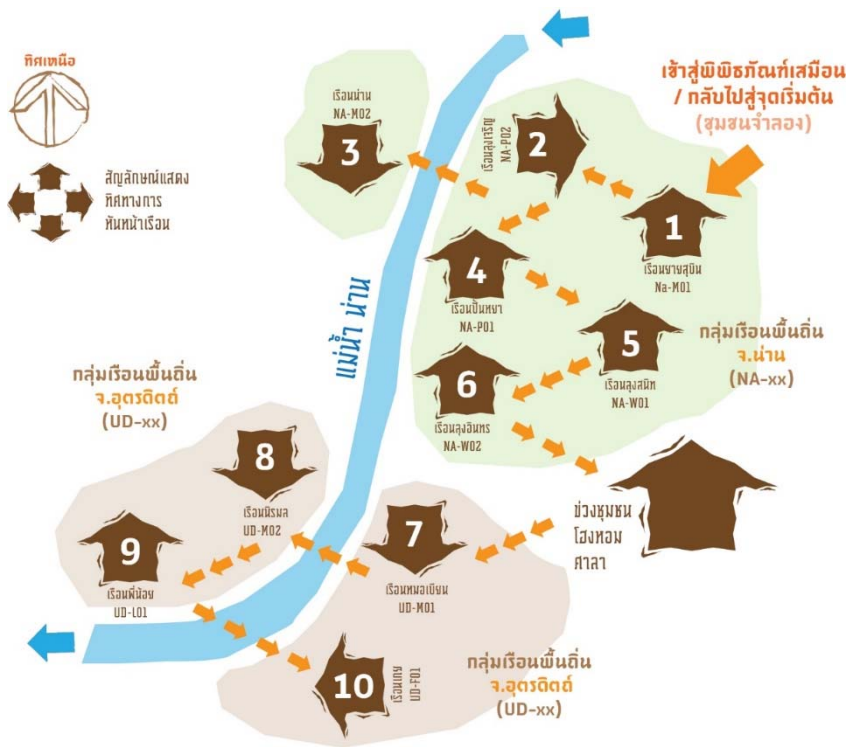 ทิศเหนือ
สัญลักษณ์แสดง
ทิศทางการ
หันหน้าเรือน
เข้าสู่พิพิธภัณฑ์เสมือน
/ กลับไปสู่จุดเริ่มต้น
(ชุมชนจำลอง)
1
เรือนยายสุบิน
Na-M01
2
NA-P02
3
เรือนน่าน
NA-M02
4
เรือนปั้นหยา
NA-P01
5
เรือนลุงสมิท
NA-W01
6
เรือนลุงอินทร
NA-W02
กลุ่มเรือนพื้นถิ่น
จ.น่าน
(NA-xx)
แม่น้ำ น่าน
ข่วงชุมชน
โฮงหอม
ศาลา
กลุ่มเรือนพื้นถิ่น
จ.อุตรดิตถ์
(UD-xx)
7
เรือนหมอเขียน
UD-M01
8
เรือนนิรมล
UD-M02
9
เรือนพี่น้อย
UD-L01
10
เรือนเกย
UD-F01
กลุ่มเรือนพื้นถิ่น
จ.อุตรดิตถ์
(UD-xx)